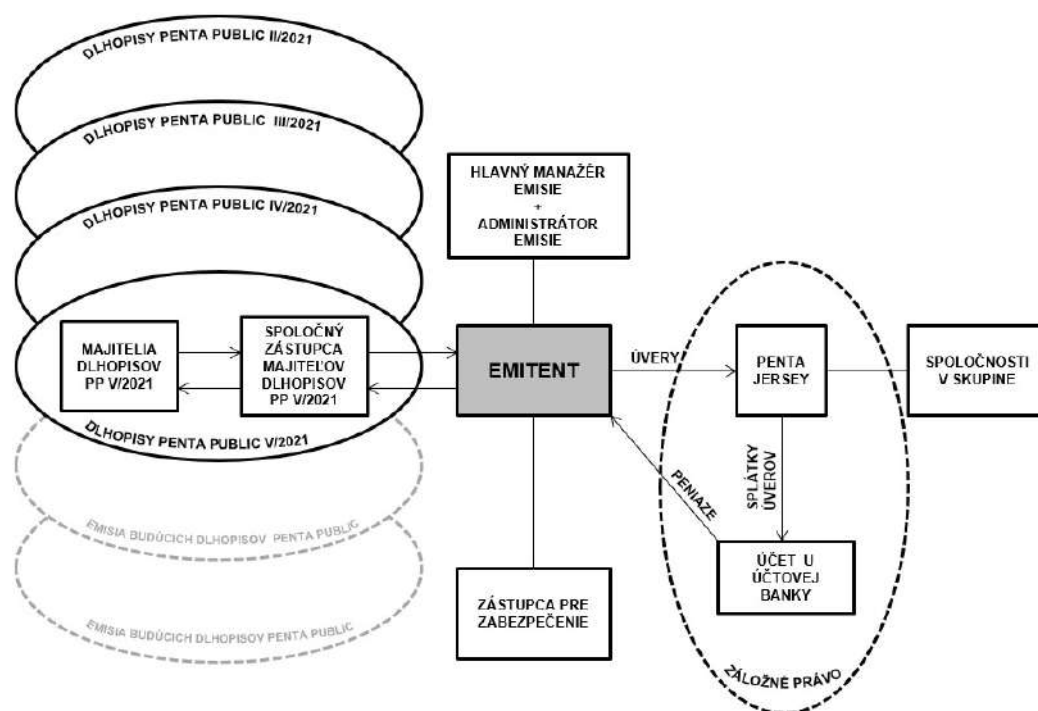 DLHOPISY PENTA PUBLIC II/2021
DLHOPISY PENTA PUBLIC III/2021
DLHOPISY PENTA PUBLIC IV/2021
MAJITELIA
DLHOPISOV
PP V/2021
SPOLOČNÝ
ZÁSTUPCA
MAJITEĽOV
DLHOPISOV
PP V/2021
DLHOPISY PENTA PUBLIC V/2021
EMISIA BUDÚCICH DLHOPISOV PENTA PUBLIC
EMISIA BUDÚCICH DLHOPISOV PENTA PUBLIC
HLAVNÝ MANAŽÉR
EMISIE
+
ADMINISTRÁTOR
EMISIE
EMITENT
ZÁSTUPCA PRE
ZABEZPEČENIE
ÚVERY
PENTA
JERSEY
SPOLOČNOSTI
V SKUPINE
SPLÁTKY
ÚVEROV
PENIAZE
ÚČET U
ÚČTOVEJ
BANKY
ZÁLOŽNÉ PRÁVO